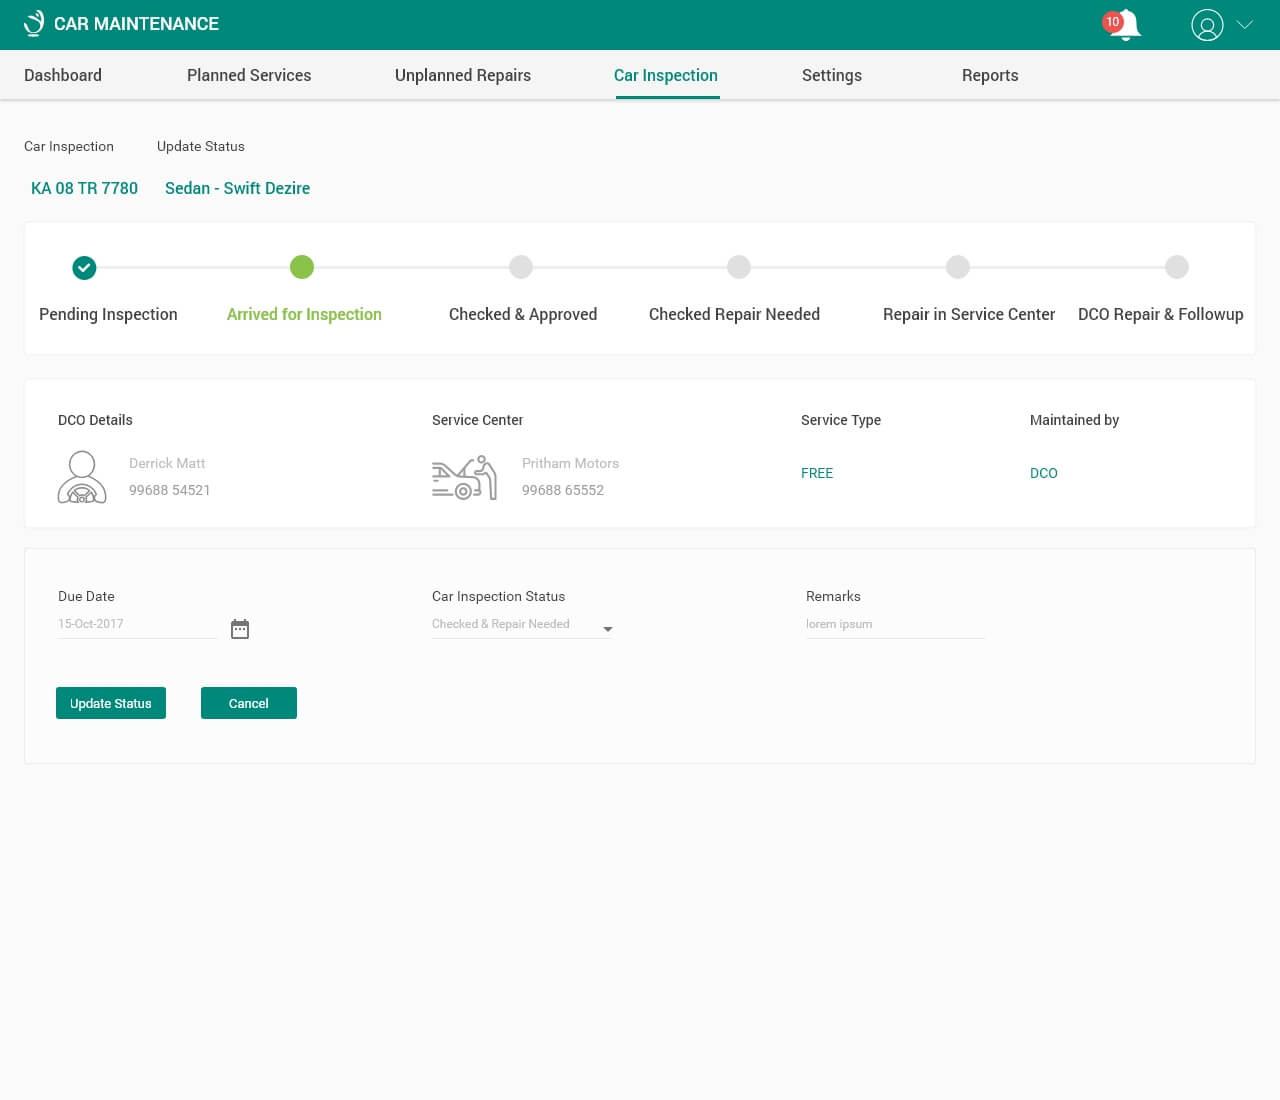 CAR MAINTENANCE
10
Dashboard Planned Services Unplanned Repairs Car Inspection Settings Reports
Car Inspection Update Status
KA 08 TR 7780 Sedan - Swift Dezire
Pending Inspection Arrived for Inspection Checked & Approved Checked Repair Needed Repair in Service Center DCO Repair & Followup
DCO Details Service Center Service Type Maintained by
Derrick Matt Pritham Motors
FREE DCO
99688 54521 99688 65552
Due Date Car Inspection Status Remarks
15-Oct-2017 Checked & Repair Needed lorem ipsum
Update Status Cancel